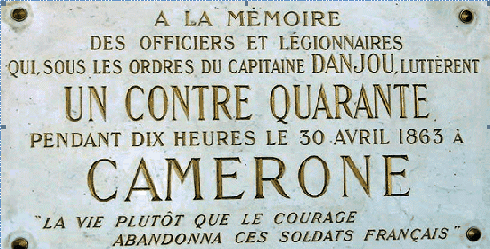 A LA MÉMOIRE
DES OFFICIERS ET LÉGIONNAIRES
QUI, SOUS LES ORDRES DU CAPITAINE DANJOU, LUTTÈRENT
UN CONTRE QUARANTE
PENDANT DIX HEURES LE 30 AVRIL 1863 À
CAMERONE
"LA VIE PLUTÔT QUE LE COURAGE
ABANDONNA CES SOLDATS FRANÇAIS"